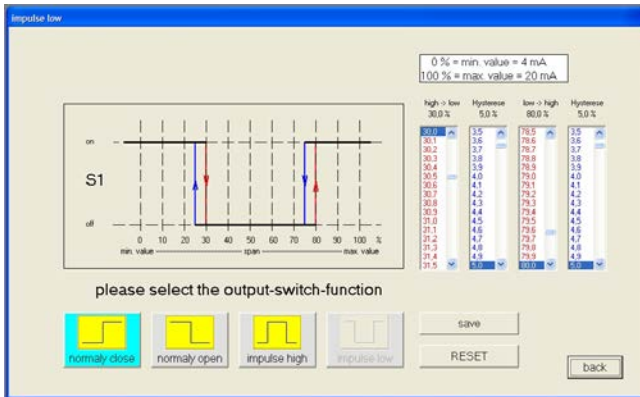 impulse low
0 % = min. value = 4 mA
100 % = max. value = 20 mA
high -> low Hysterese low -> high Hysterese
30,0 % 5,0 % 80,0 % 5,0 %
30,0 3,5 78,5 3,5
30,1 3,6 78,6 3,6
30,2 3,7 78,7 3,7
30,3 3,8 78,8 3,8
30,4 3,9 78,9 3,9
30,5 4,0 79,0 4,0
30,6 4,1 79,1 4,1
30,7 4,2 79,2 4,2
30,8 4,3 79,3 4,3
30,9 4,4 79,4 4,4
31,0 4,5 79,5 4,5
31,1 4,6 79,6 4,6
31,2 4,7 79,7 4,7
31,3 4,8 79,8 4,8
31,4 4,9 79,9 4,9
31,5 5,0 80,0 5,0
on
S1
off
0 10 20 30 40 50 60 70 80 90 100 %
min. value span max. value
please select the output-switch-function
normaly close normaly open impulse high impulse low
save
RESET
back